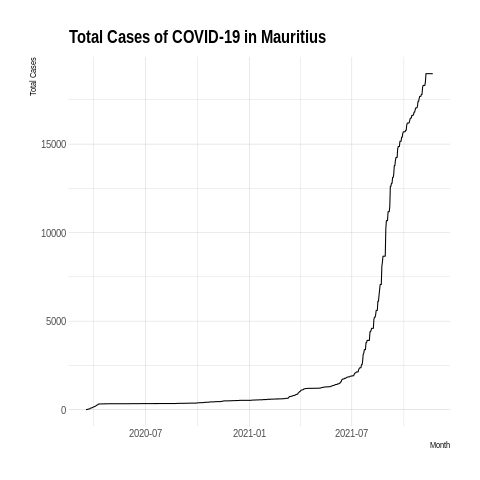 Total Cases of COVID-19 in Mauritius
Total Cases
15000
10000
5000
0
2020-07 2021-01 2021-07
Month